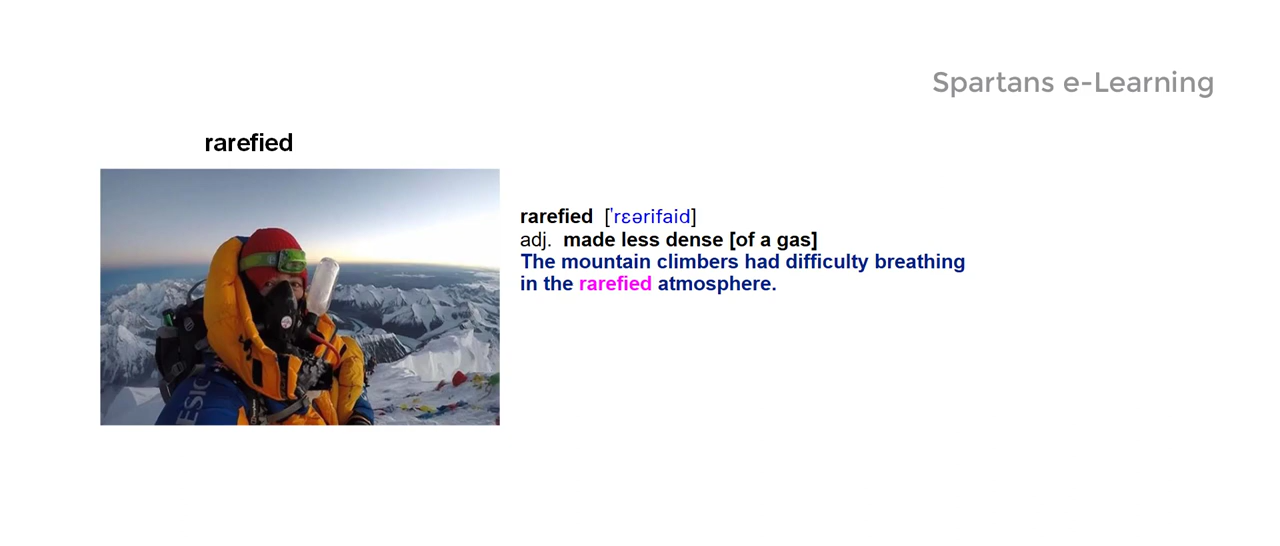 Spartans e-Learning
rarefied
rarefied [ˈrɛərifaid]
adj. made less dense [of a gas]
The mountain climbers had difficulty breathing
in the rarefied atmosphere.
ESIC